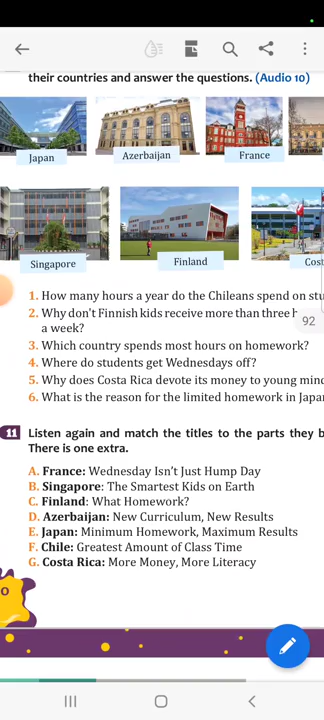 their countries and answer the questions. (Audio 10)
Japan
Azerbaijan
France
Singapore
Finland
Cos
1. How many hours a year do the Chileans spend on stu
2. Why don't Finnish kids receive more than three h
a week?
92
3. Which country spends most hours on homework?
4. Where do students get Wednesdays off?
5. Why does Costa Rica devote its money to young mind
6. What is the reason for the limited homework in Japa
11 Listen again and match the titles to the parts they b
There is one extra.
A. France: Wednesday Isn't Just Hump Day
B. Singapore: The Smartest Kids on Earth
C. Finland: What Homework?
D. Azerbaijan: New Curriculum, New Results
E. Japan: Minimum Homework, Maximum Results
F. Chile: Greatest Amount of Class Time
G. Costa Rica: More Money, More Literacy